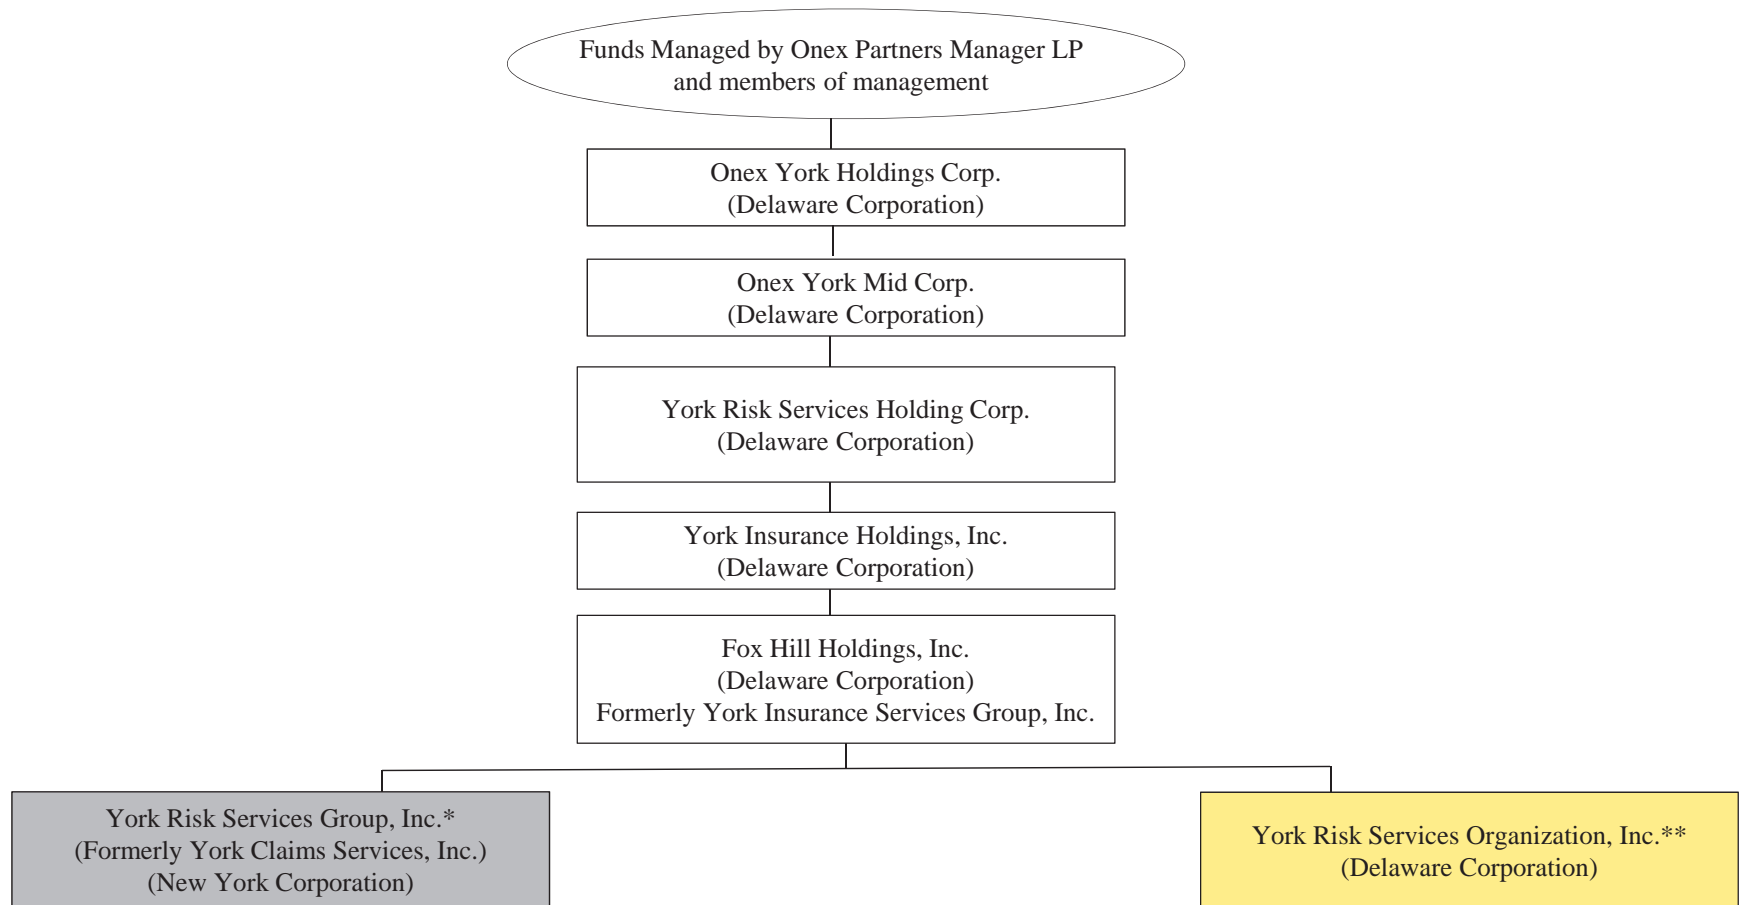 Funds Managed by Onex Partners Manager LP
and members of management
Onex York Holdings Corp.
(Delaware Corporation)
Onex York Mid Corp.
(Delaware Corporation)
York Risk Services Holding Corp.
(Delaware Corporation)
York Insurance Holdings, Inc.
(Delaware Corporation)
Fox Hill Holdings, Inc.
(Delaware Corporation)
Formerly York Insurance Services Group, Inc.
York Risk Services Group, Inc.*
(Formerly York Claims Services, Inc.)
(New York Corporation)
York Risk Services Organization, Inc.**
(Delaware Corporation)